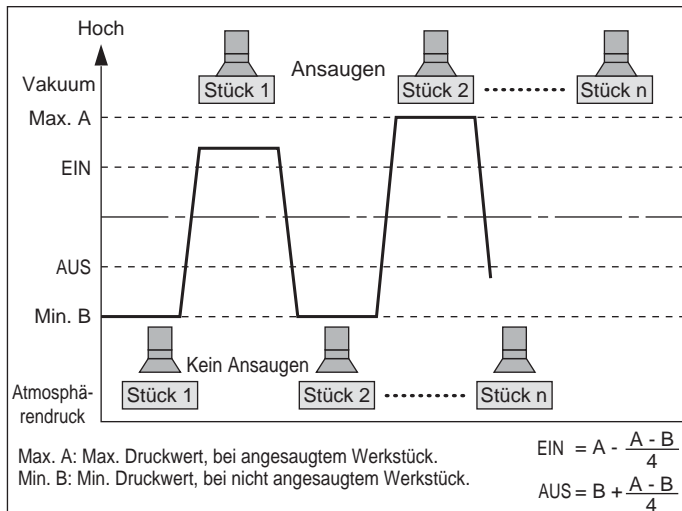 Hoch
Vakuum
Stück 1
Ansaugen
Stück 2
Stück n
Max. A
EIN
AUS
Min. B
Kein Ansaugen
Atmosphä-
rendruck
Stück 1
Stück 2
Stück n
Max. A: Max. Druckwert, bei angesaugtem Werkstück.
Min. B: Min. Druckwert, bei nicht angesaugtem Werkstück.
EIN = A - (A - B)/4
AUS = B + (A - B)/4